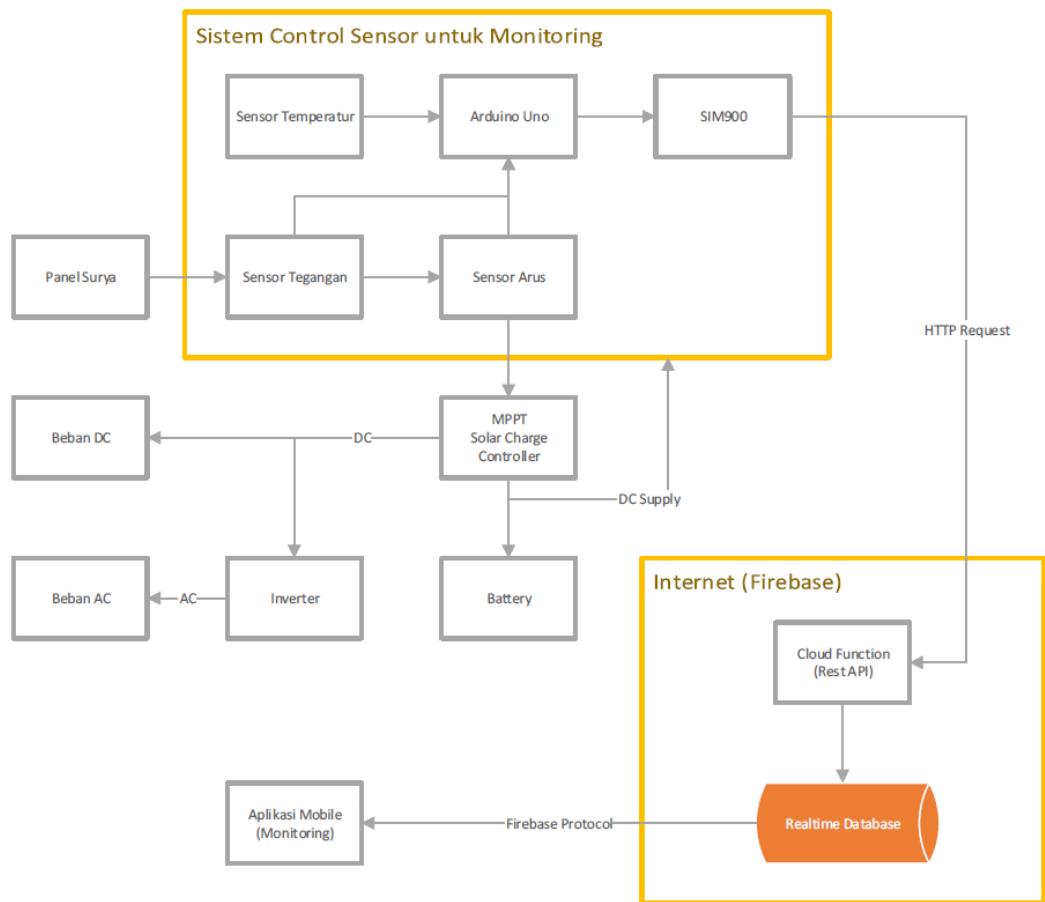 Sistem Control Sensor untuk Monitoring
Sensor Temperatur
Arduino Uno
SIM900
Panel Surya
Sensor Tegangan
Sensor Arus
HTTP Request
Beban DC
DC
MPPT
Solar Charge
Controller
DC Supply
Beban AC
AC
Inverter
Battery
Internet (Firebase)
Cloud Function
(Rest API)
Aplikasi Mobile
(Monitoring)
Firebase Protocol
Realtime Database